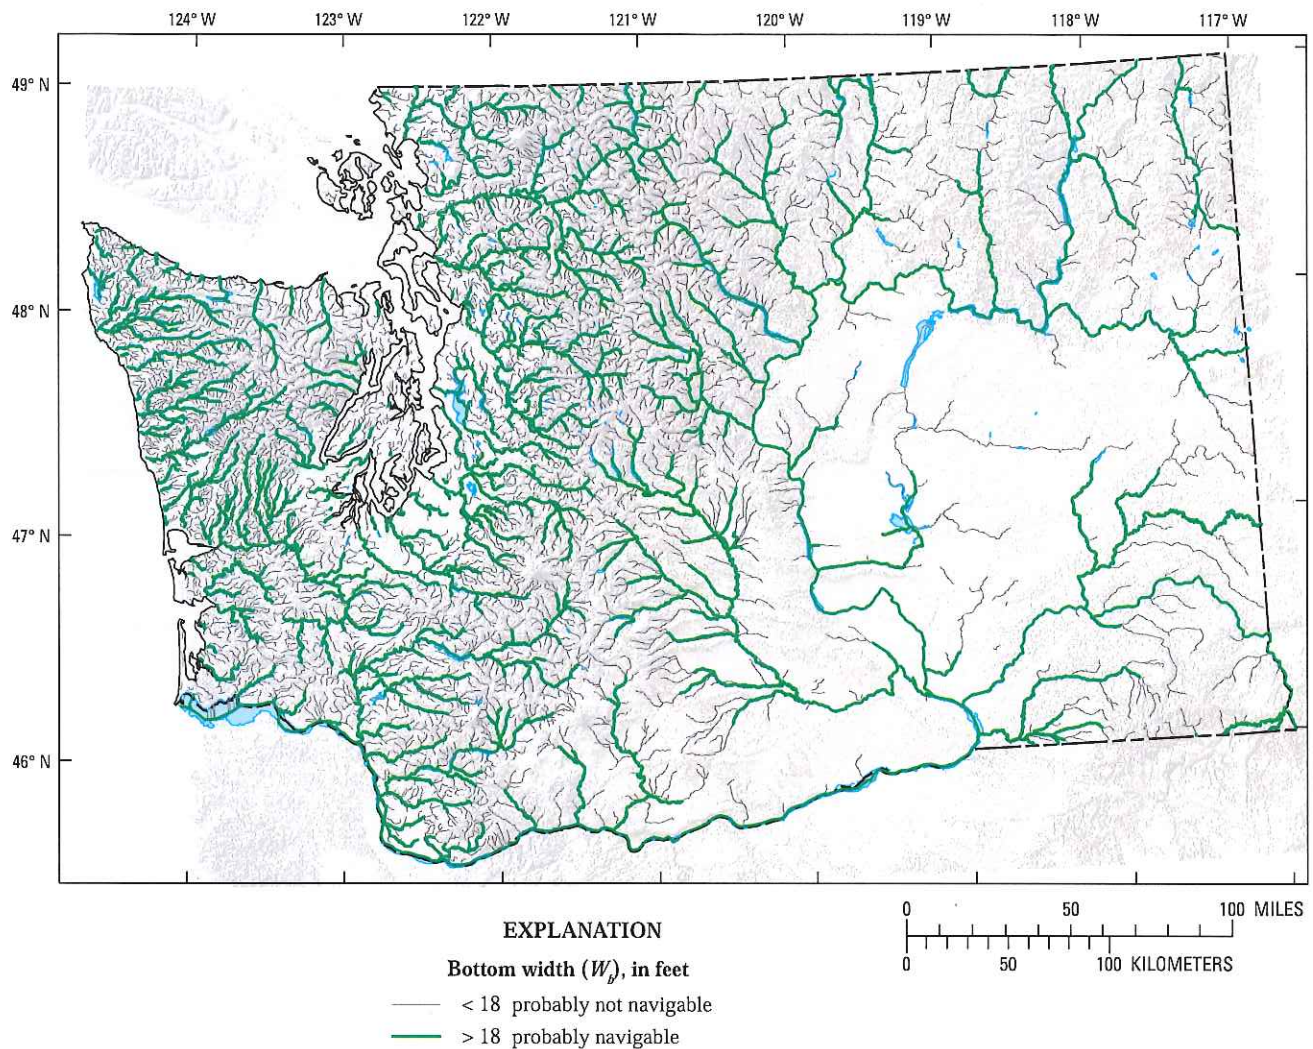 124° W 123° W 122° W 121° W 120° W 119° W 118° W 117° W
49° N
48° N
47° N
46° N
EXPLANATION
Bottom width (W_b), in feet
< 18 probably not navigable
> 18 probably navigable
0 50 100 MILES
0 50 100 KILOMETERS